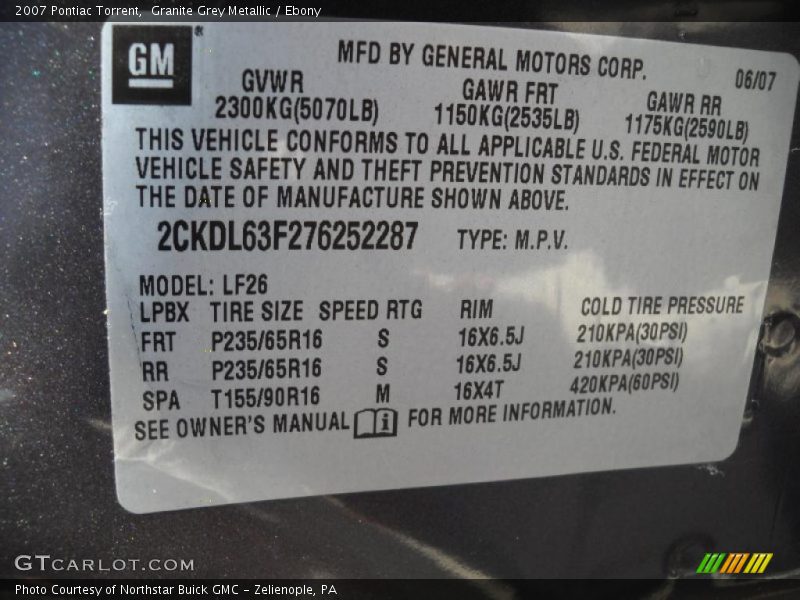 2007 Pontiac Torrent, Granite Grey Metallic / Ebony
GM®
MFD BY GENERAL MOTORS CORP.
06/07
GVWR GAWR FRT GAWR RR
2300KG(5070LB) 1150KG(2535LB) 1175KG(2590LB)
THIS VEHICLE CONFORMS TO ALL APPLICABLE U.S. FEDERAL MOTOR
VEHICLE SAFETY AND THEFT PREVENTION STANDARDS IN EFFECT ON
THE DATE OF MANUFACTURE SHOWN ABOVE.
2CKDL63F276252287 TYPE: M.P.V.
MODEL: LF26
LPBX TIRE SIZE SPEED RTG RIM COLD TIRE PRESSURE
FRT P235/65R16 S 16X6.5J 210KPA(30PSI)
RR P235/65R16 S 16X6.5J 210KPA(30PSI)
SPA T155/90R16 M 16X4T 420KPA(60PSI)
SEE OWNER'S MANUAL i FOR MORE INFORMATION.
GTCARLOT.COM
Photo Courtesy of Northstar Buick GMC - Zelienople, PA